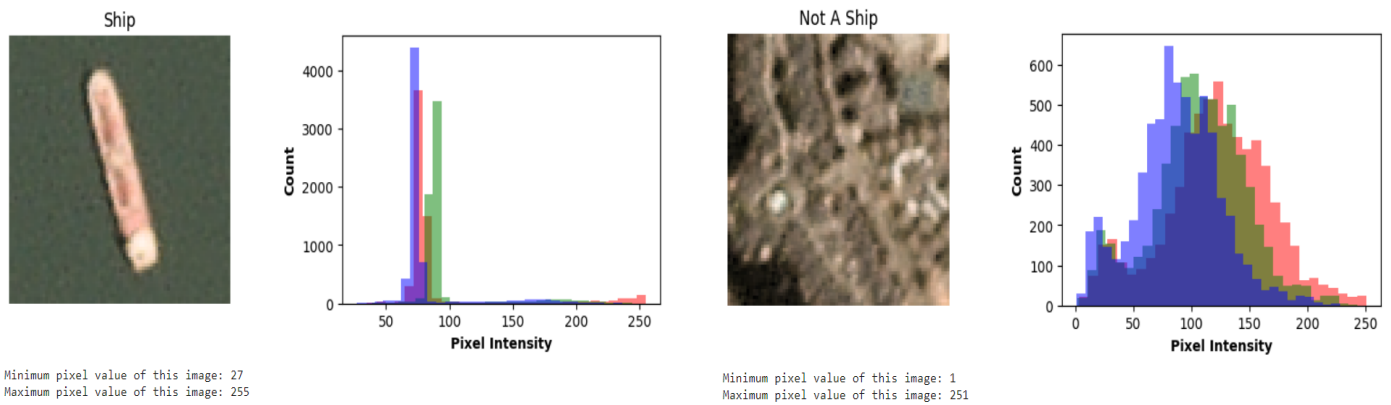 Ship
4000
3000
2000
1000
0
Count
50 100 150 200 250
Pixel Intensity
Minimum pixel value of this image: 27
Maximum pixel value of this image: 255
Not A Ship
600
500
400
300
200
100
0
Count
0 50 100 150 200 250
Pixel Intensity
Minimum pixel value of this image: 1
Maximum pixel value of this image: 251